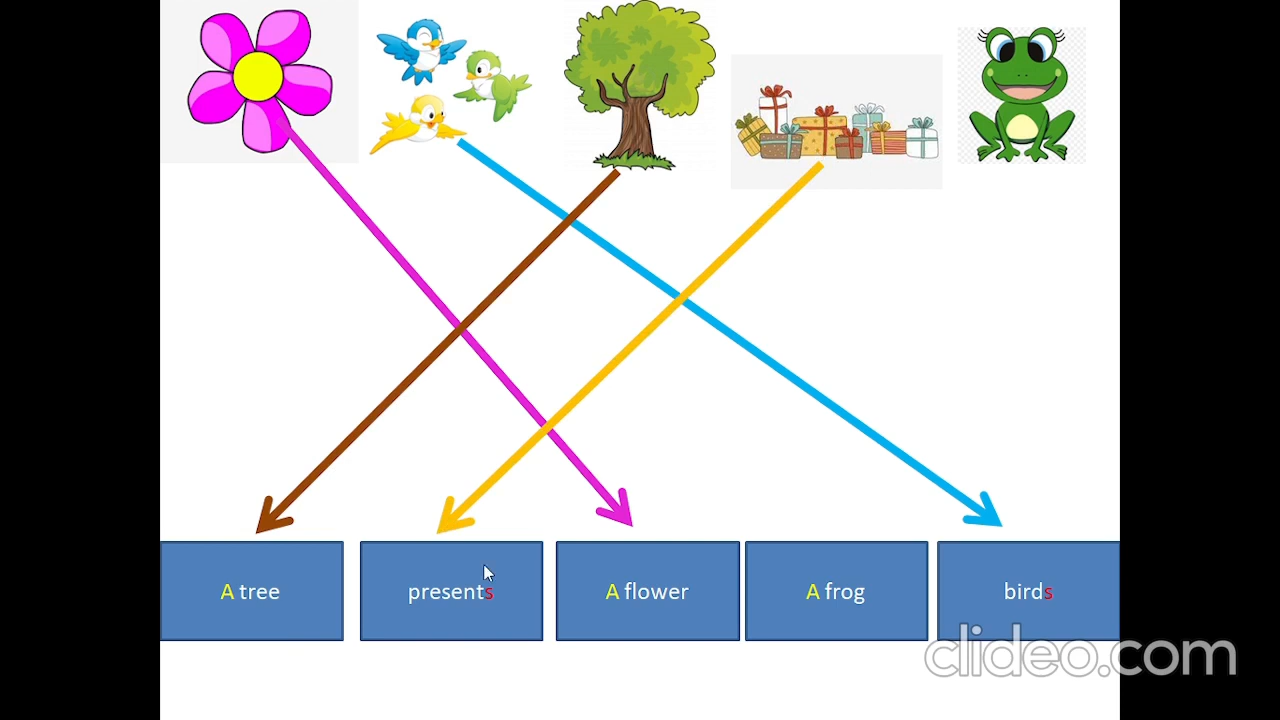 A tree
presents
A flower
A frog
birds
clideo.com